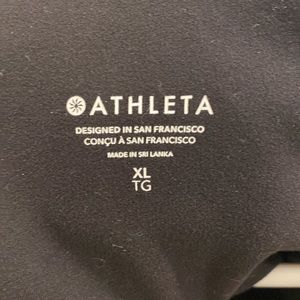 ATHLETA
DESIGNED IN SAN FRANCISCO
CONÇU À SAN FRANCISCO
MADE IN SRI LANKA
XL
TG